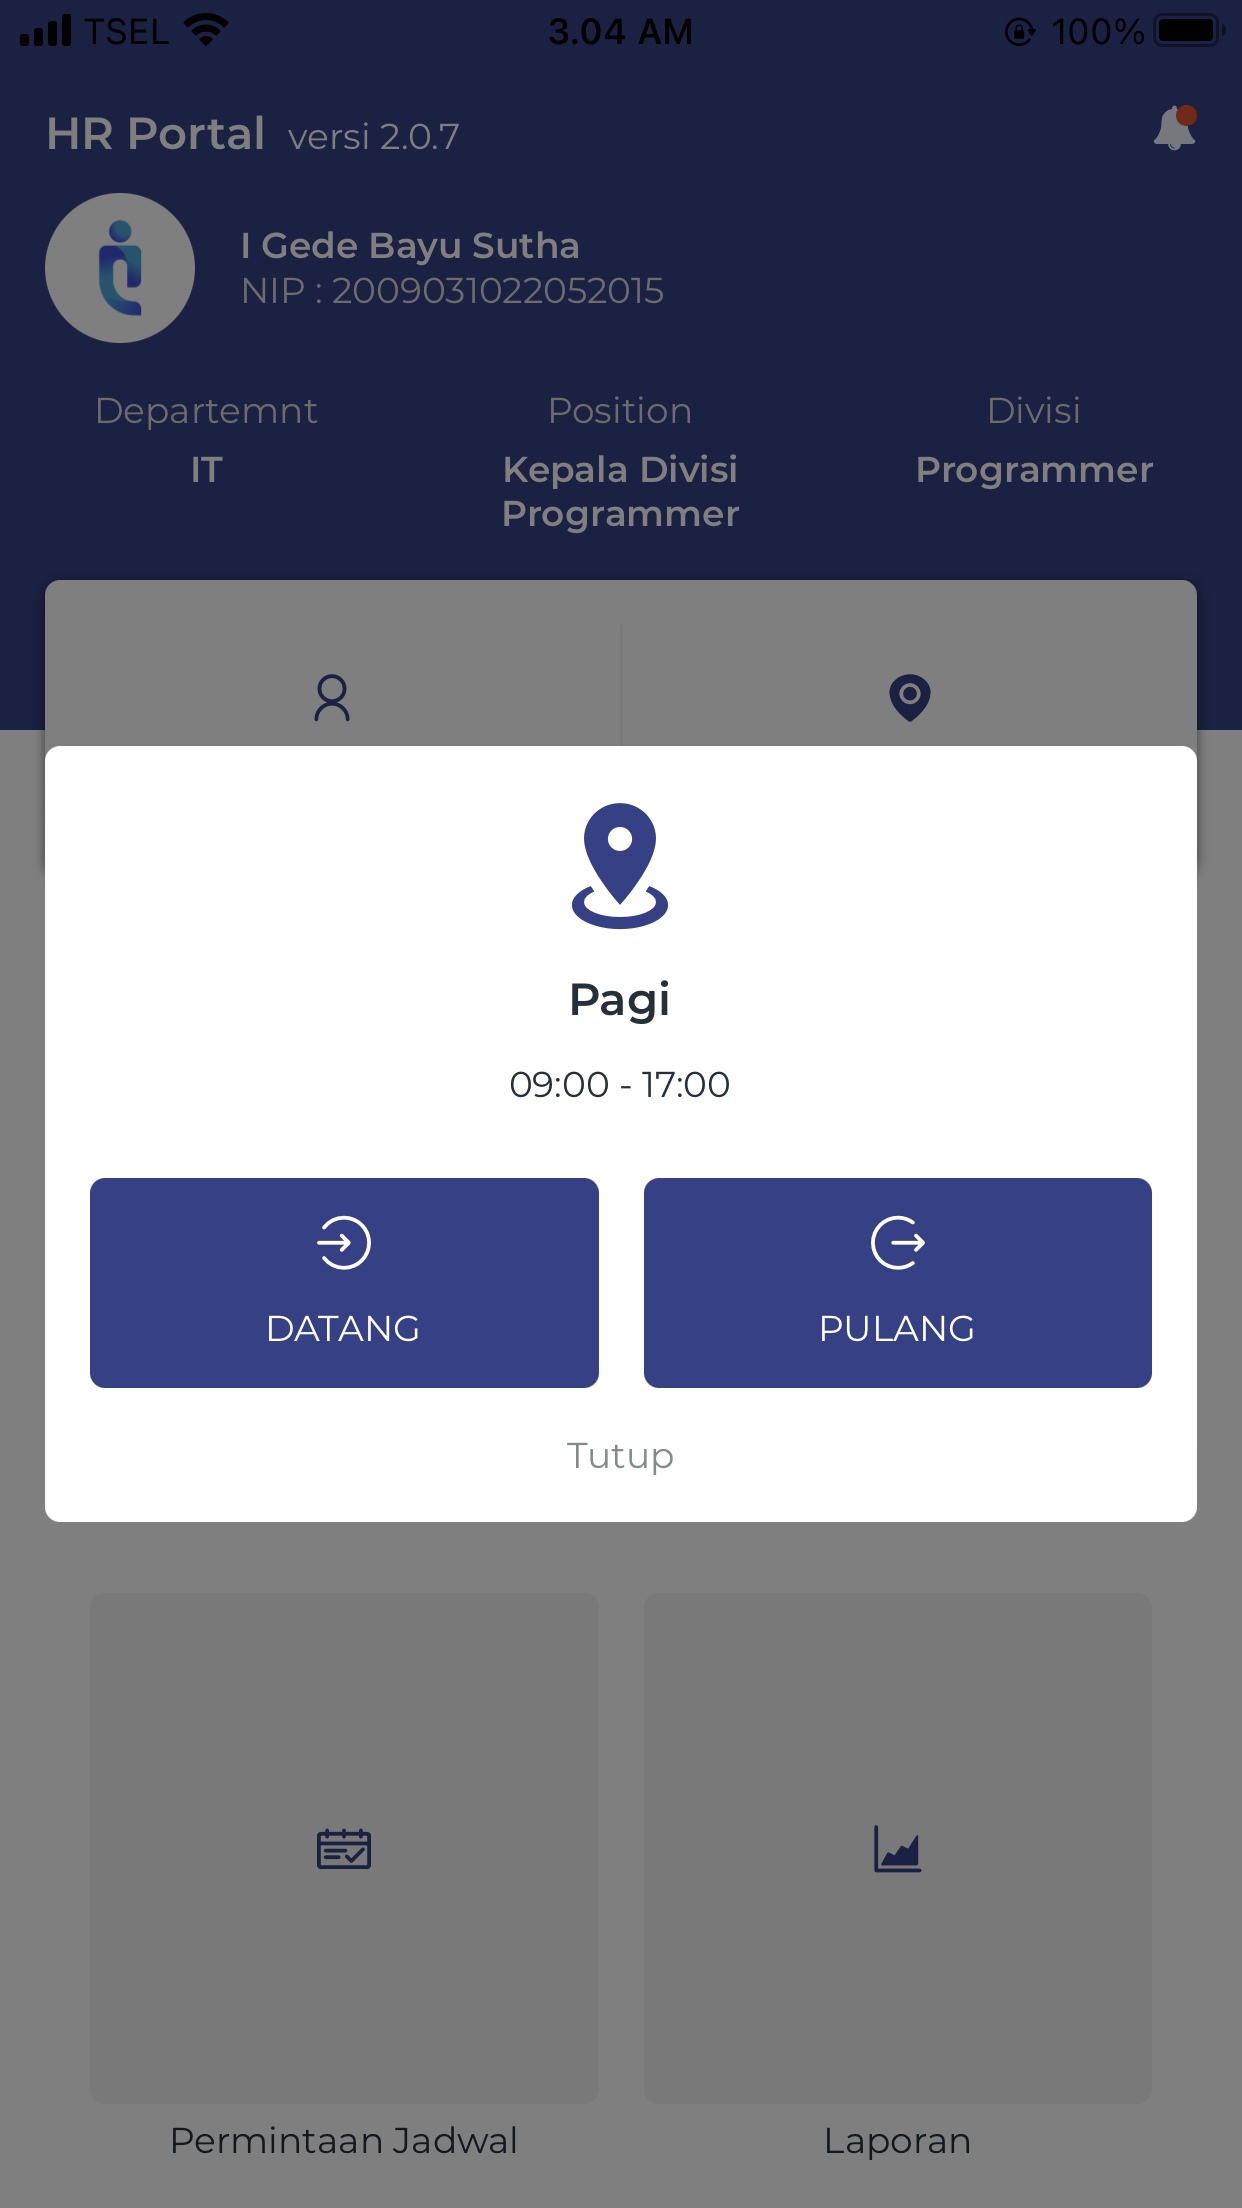 TSEL 3.04 AM 100%
HR Portal versi 2.0.7
I Gede Bayu Sutha
NIP : 2009031022052015
Departemnt Position Divisi
IT Kepala Divisi Programmer
Programmer
Pagi
09:00 - 17:00
DATANG PULANG
Tutup
Permintaan Jadwal Laporan